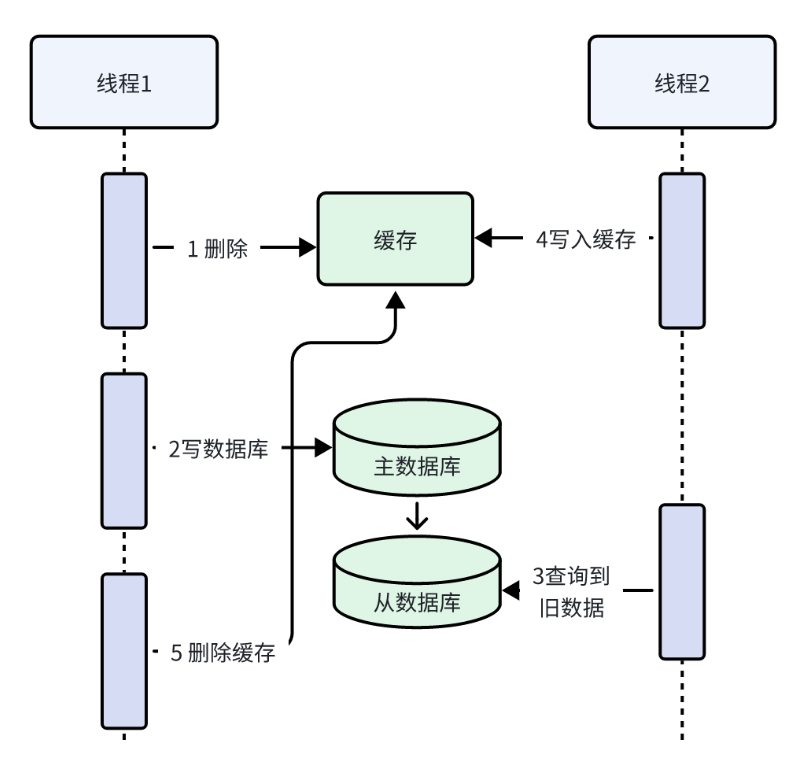 线程1
线程2
1 删除
缓存
4写入缓存
2写数据库
主数据库
3查询到
旧数据
从数据库
5 删除缓存